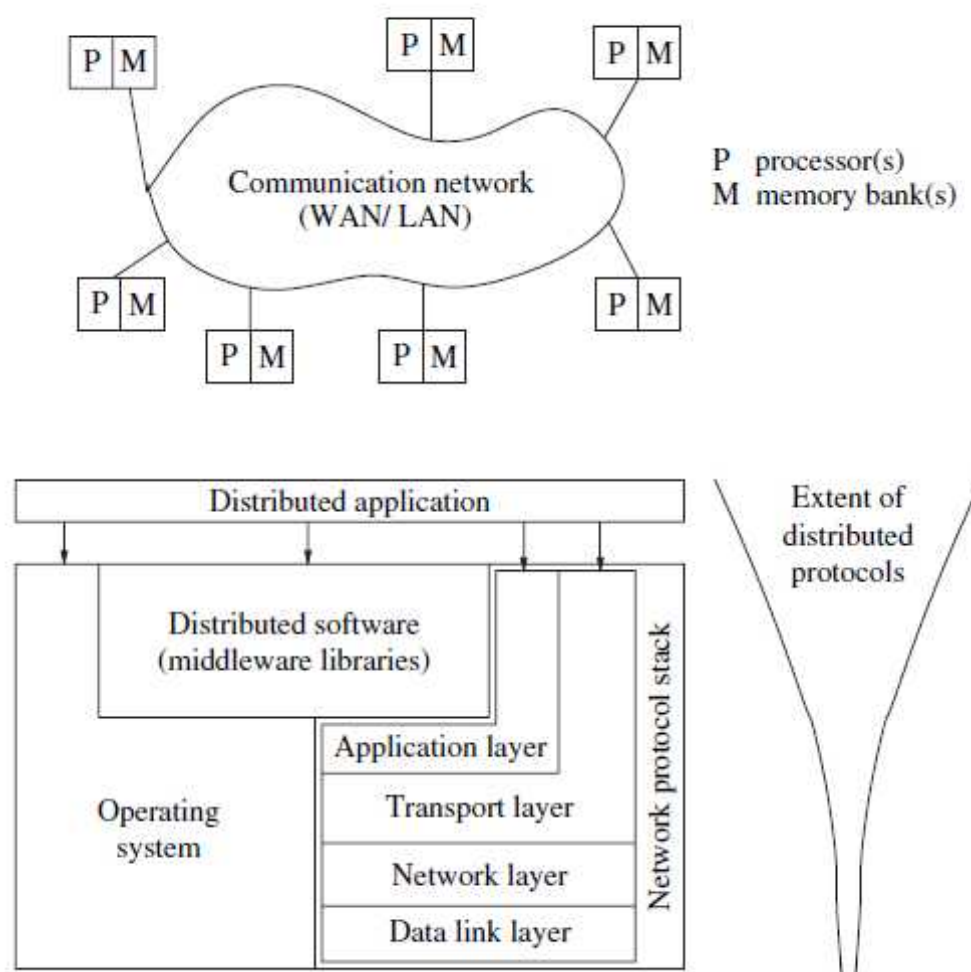 P M
P M
P M
Communication network
(WAN/ LAN)
P processor(s)
M memory bank(s)
P M
P M
P M
P M
Distributed application
Extent of
distributed
protocols
Distributed software
(middleware libraries)
Network protocol stack
Application layer
Operating
system
Transport layer
Network layer
Data link layer